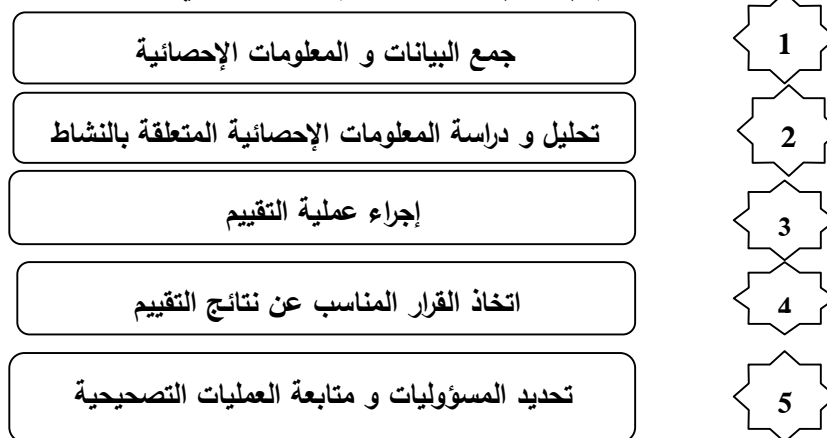 1
جمع البيانات و المعلومات الإحصائية
2
تحليل و دراسة المعلومات الإحصائية المتعلقة بالنشاط
3
إجراء عملية التقييم
4
اتخاذ القرار المناسب عن نتائج التقييم
5
تحديد المسؤوليات و متابعة العمليات التصحيحية